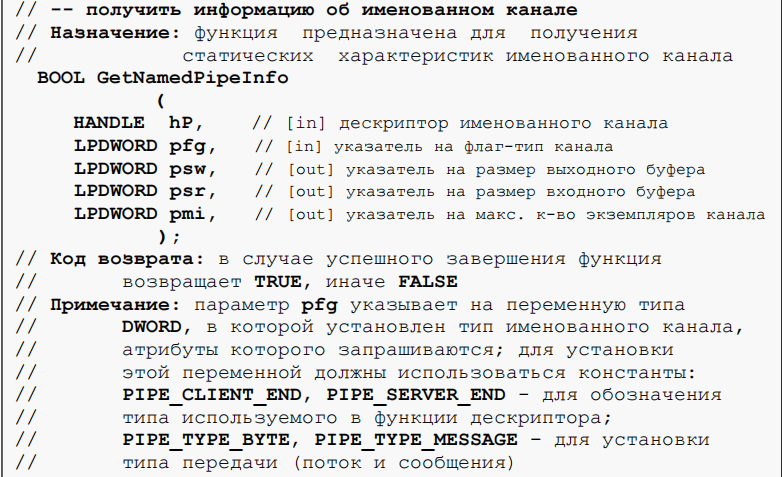 // -- получить информацию об именованном канале
// Назначение: функция предназначена для получения
// статических характеристик именованного канала
BOOL GetNamedPipeInfo
(
HANDLE hP, // [in] дескриптор именованного канала
LPDWORD pfg, // [in] указатель на флаг-тип канала
LPDWORD psw, // [out] указатель на размер выходного буфера
LPDWORD psr, // [out] указатель на размер входного буфера
LPDWORD pmi, // [out] указатель на макс. к-во экземпляров канала
);
// Код возврата: в случае успешного завершения функция
// возвращает TRUE, иначе FALSE
// Примечание: параметр pfg указывает на переменную типа
// DWORD, в которой установлен тип именованного канала,
// атрибуты которого запрашиваются; для установки
// этой переменной должны использоваться константы:
// PIPE_CLIENT_END, PIPE_SERVER_END – для обозначения
// типа используемого в функции дескриптора;
// PIPE_TYPE_BYTE, PIPE_TYPE_MESSAGE – для установки
// типа передачи (поток и сообщения)